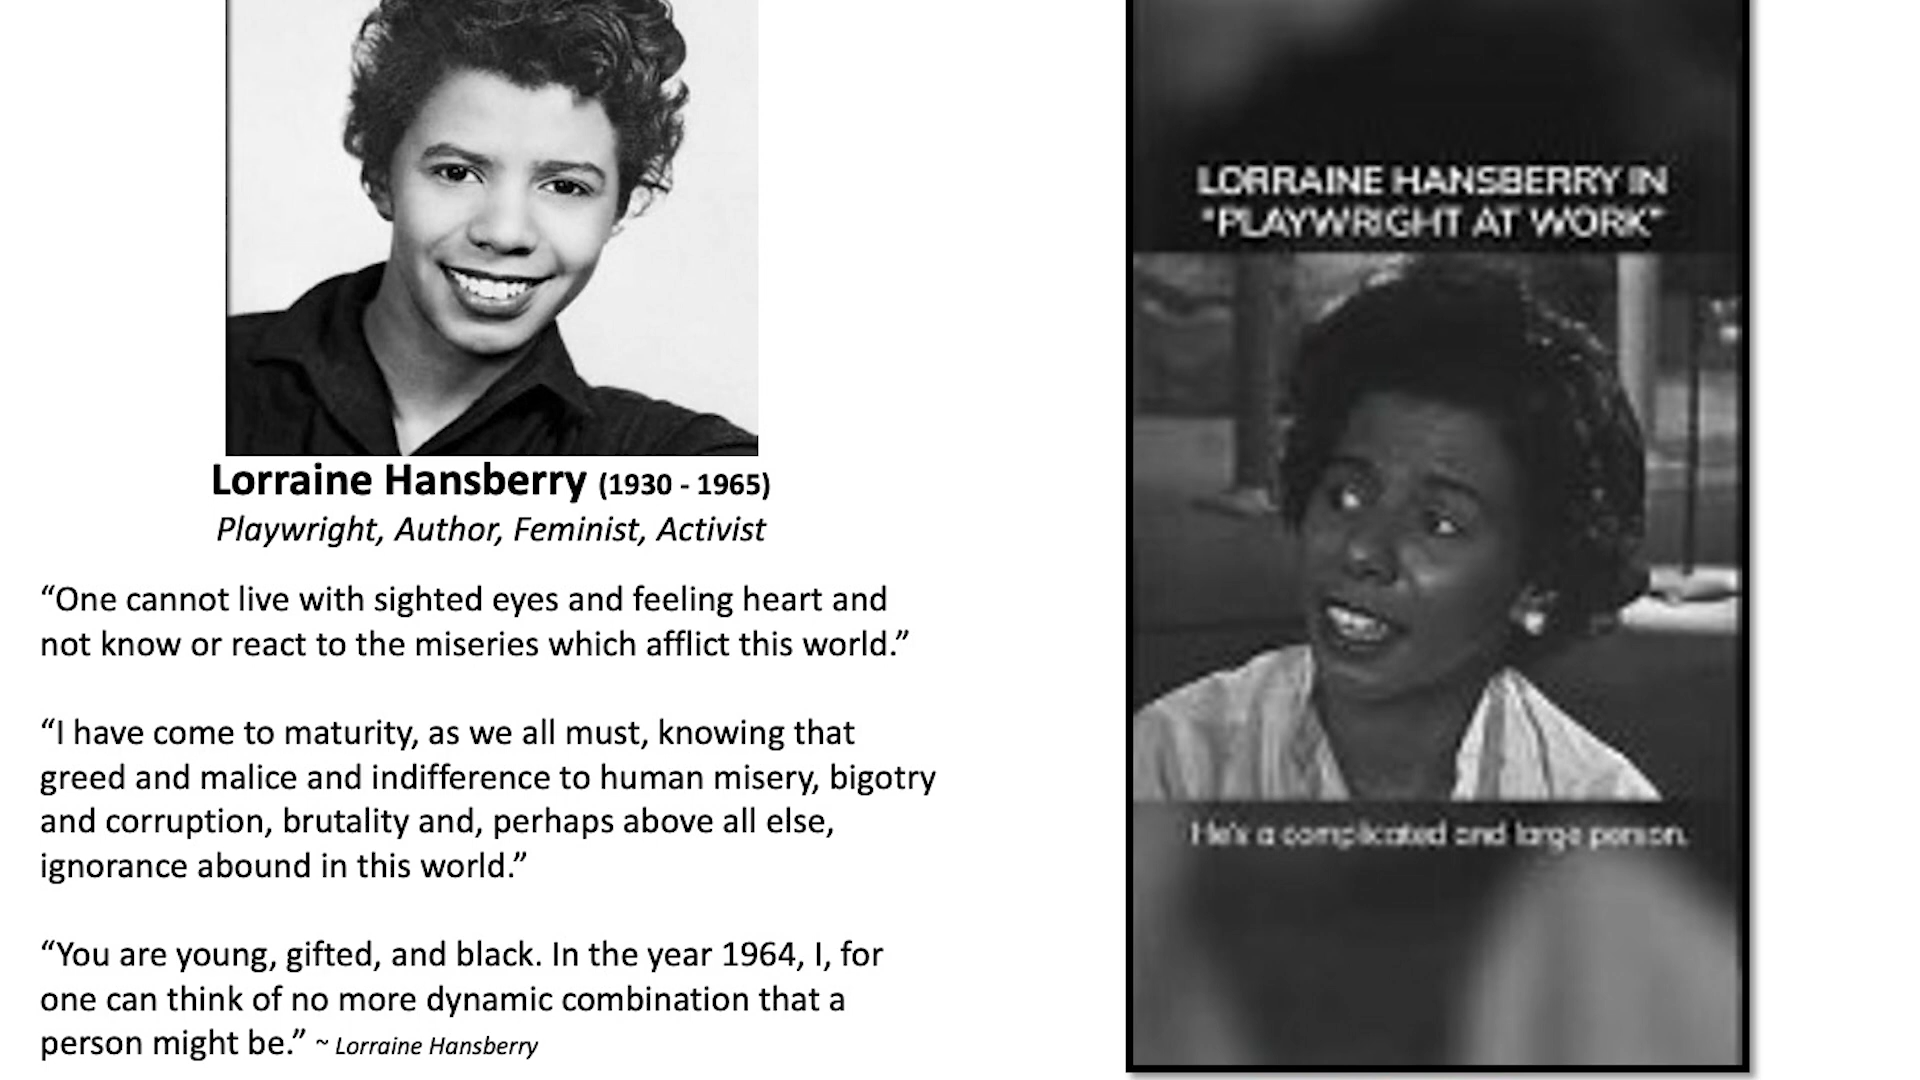 Lorraine Hansberry (1930 - 1965)
Playwright, Author, Feminist, Activist
“One cannot live with sighted eyes and feeling heart and
not know or react to the miseries which afflict this world.”
“I have come to maturity, as we all must, knowing that
greed and malice and indifference to human misery, bigotry
and corruption, brutality and, perhaps above all else,
ignorance abound in this world.”
“You are young, gifted, and black. In the year 1964, I, for
one can think of no more dynamic combination that a
person might be.” ~ Lorraine Hansberry
LORRAINE HANSBERRY IN
"PLAYWRIGHT AT WORK"
He's a complicated and large person.